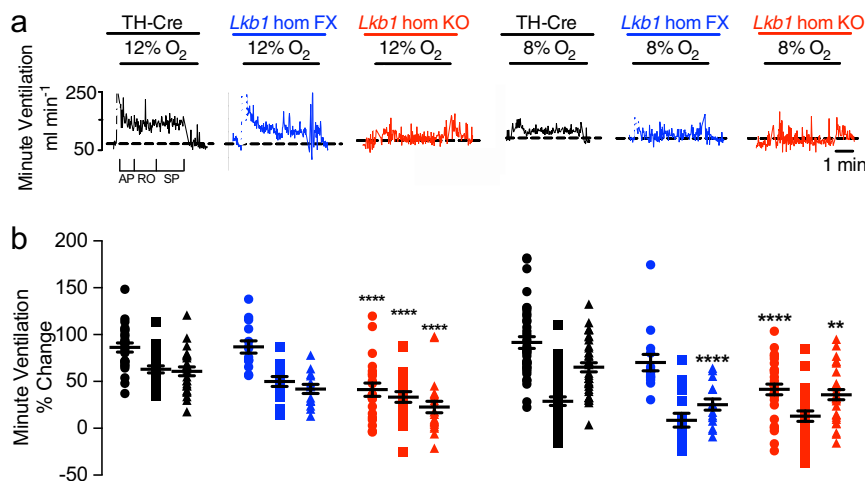 a
TH-Cre Lkb1 hom FX Lkb1 hom KO TH-Cre Lkb1 hom FX Lkb1 hom KO
12% O2 12% O2 12% O2 8% O2 8% O2 8% O2
Minute Ventilation
ml min-1
250
50
AP RO SP
1 min
b
Minute Ventilation
% Change
200
150
100
50
0
-50
**** **** **** **** **** **